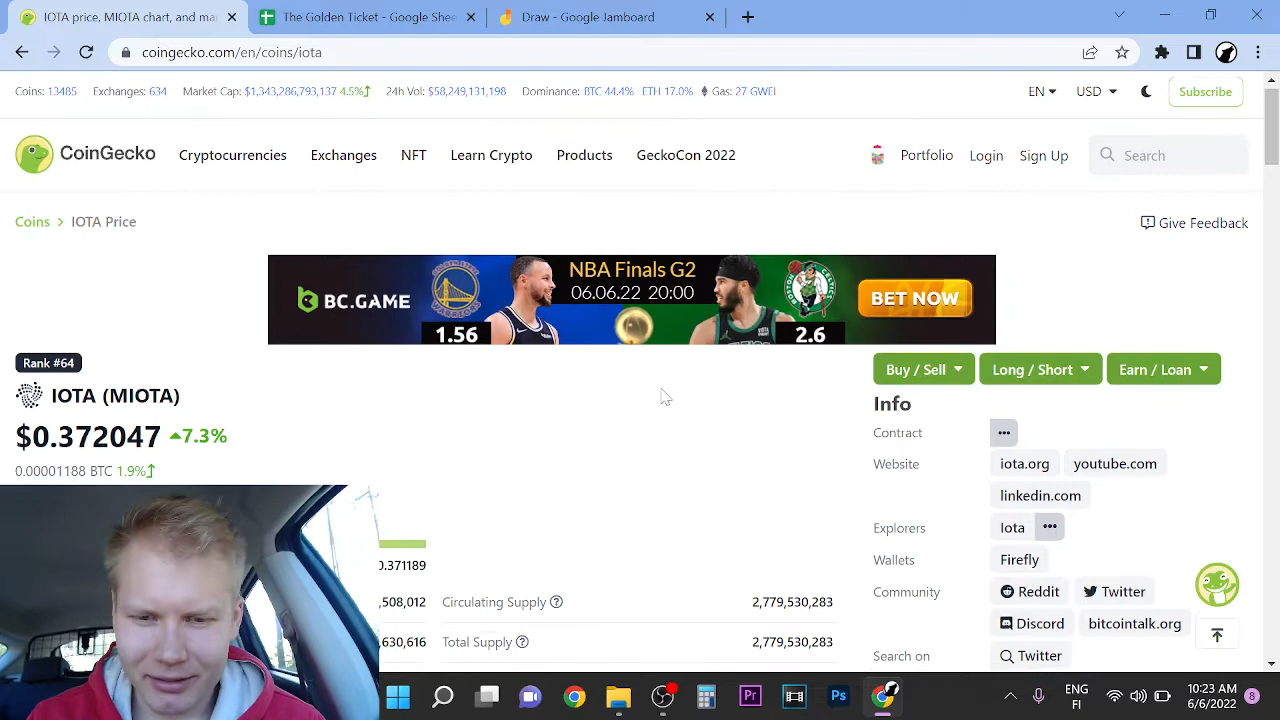 IOTA Price, MIOTA chart, and ma
The Golden Ticket - Google Shee
Draw - Google Jamboard
coingecko.com/en/coins/iota
Coins: 13485 Exchanges: 634 Market Cap: $1,343,286,793,137 4.5% 24h Vol: $58,249,131,198 Dominance: BTC 44.4% ETH 17.0% Gas: 27 GWEI EN USD Subscribe
CoinGecko Cryptocurrencies Exchanges NFT Learn Crypto Products GeckoCon 2022 Portfolio Login Sign Up Search
Coins > IOTA Price Give Feedback
BC.GAME
1.56
NBA Finals G2
06.06.22 20:00
2.6
BET NOW
Rank #64
IOTA (MIOTA)
$0.372047 7.3%
0.00001188 BTC 1.9%
0.371189
,508,012
,630,616
Circulating Supply 2,779,530,283
Total Supply 2,779,530,283
Buy / Sell Long / Short Earn / Loan
Info
Contract
Website iota.org youtube.com
linkedin.com
Explorers Iota
Wallets Firefly
Community Reddit Twitter
Discord bitcointalk.org
Search on Twitter
Pr
Ps
ENG
FI
10:23 AM
6/6/2022
8